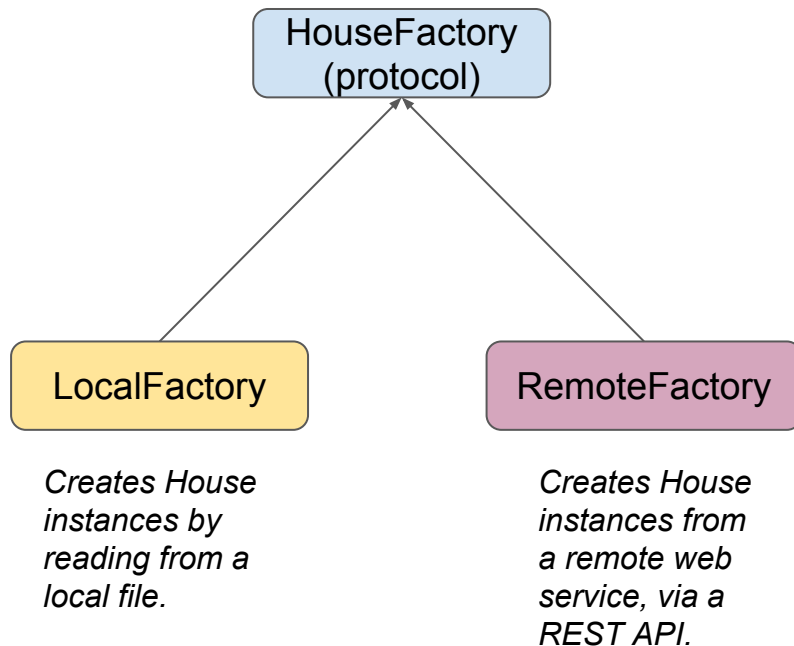 HouseFactory
(protocol)
LocalFactory
RemoteFactory
Creates House
instances by
reading from a
local file.
Creates House
instances from
a remote web
service, via a
REST API.